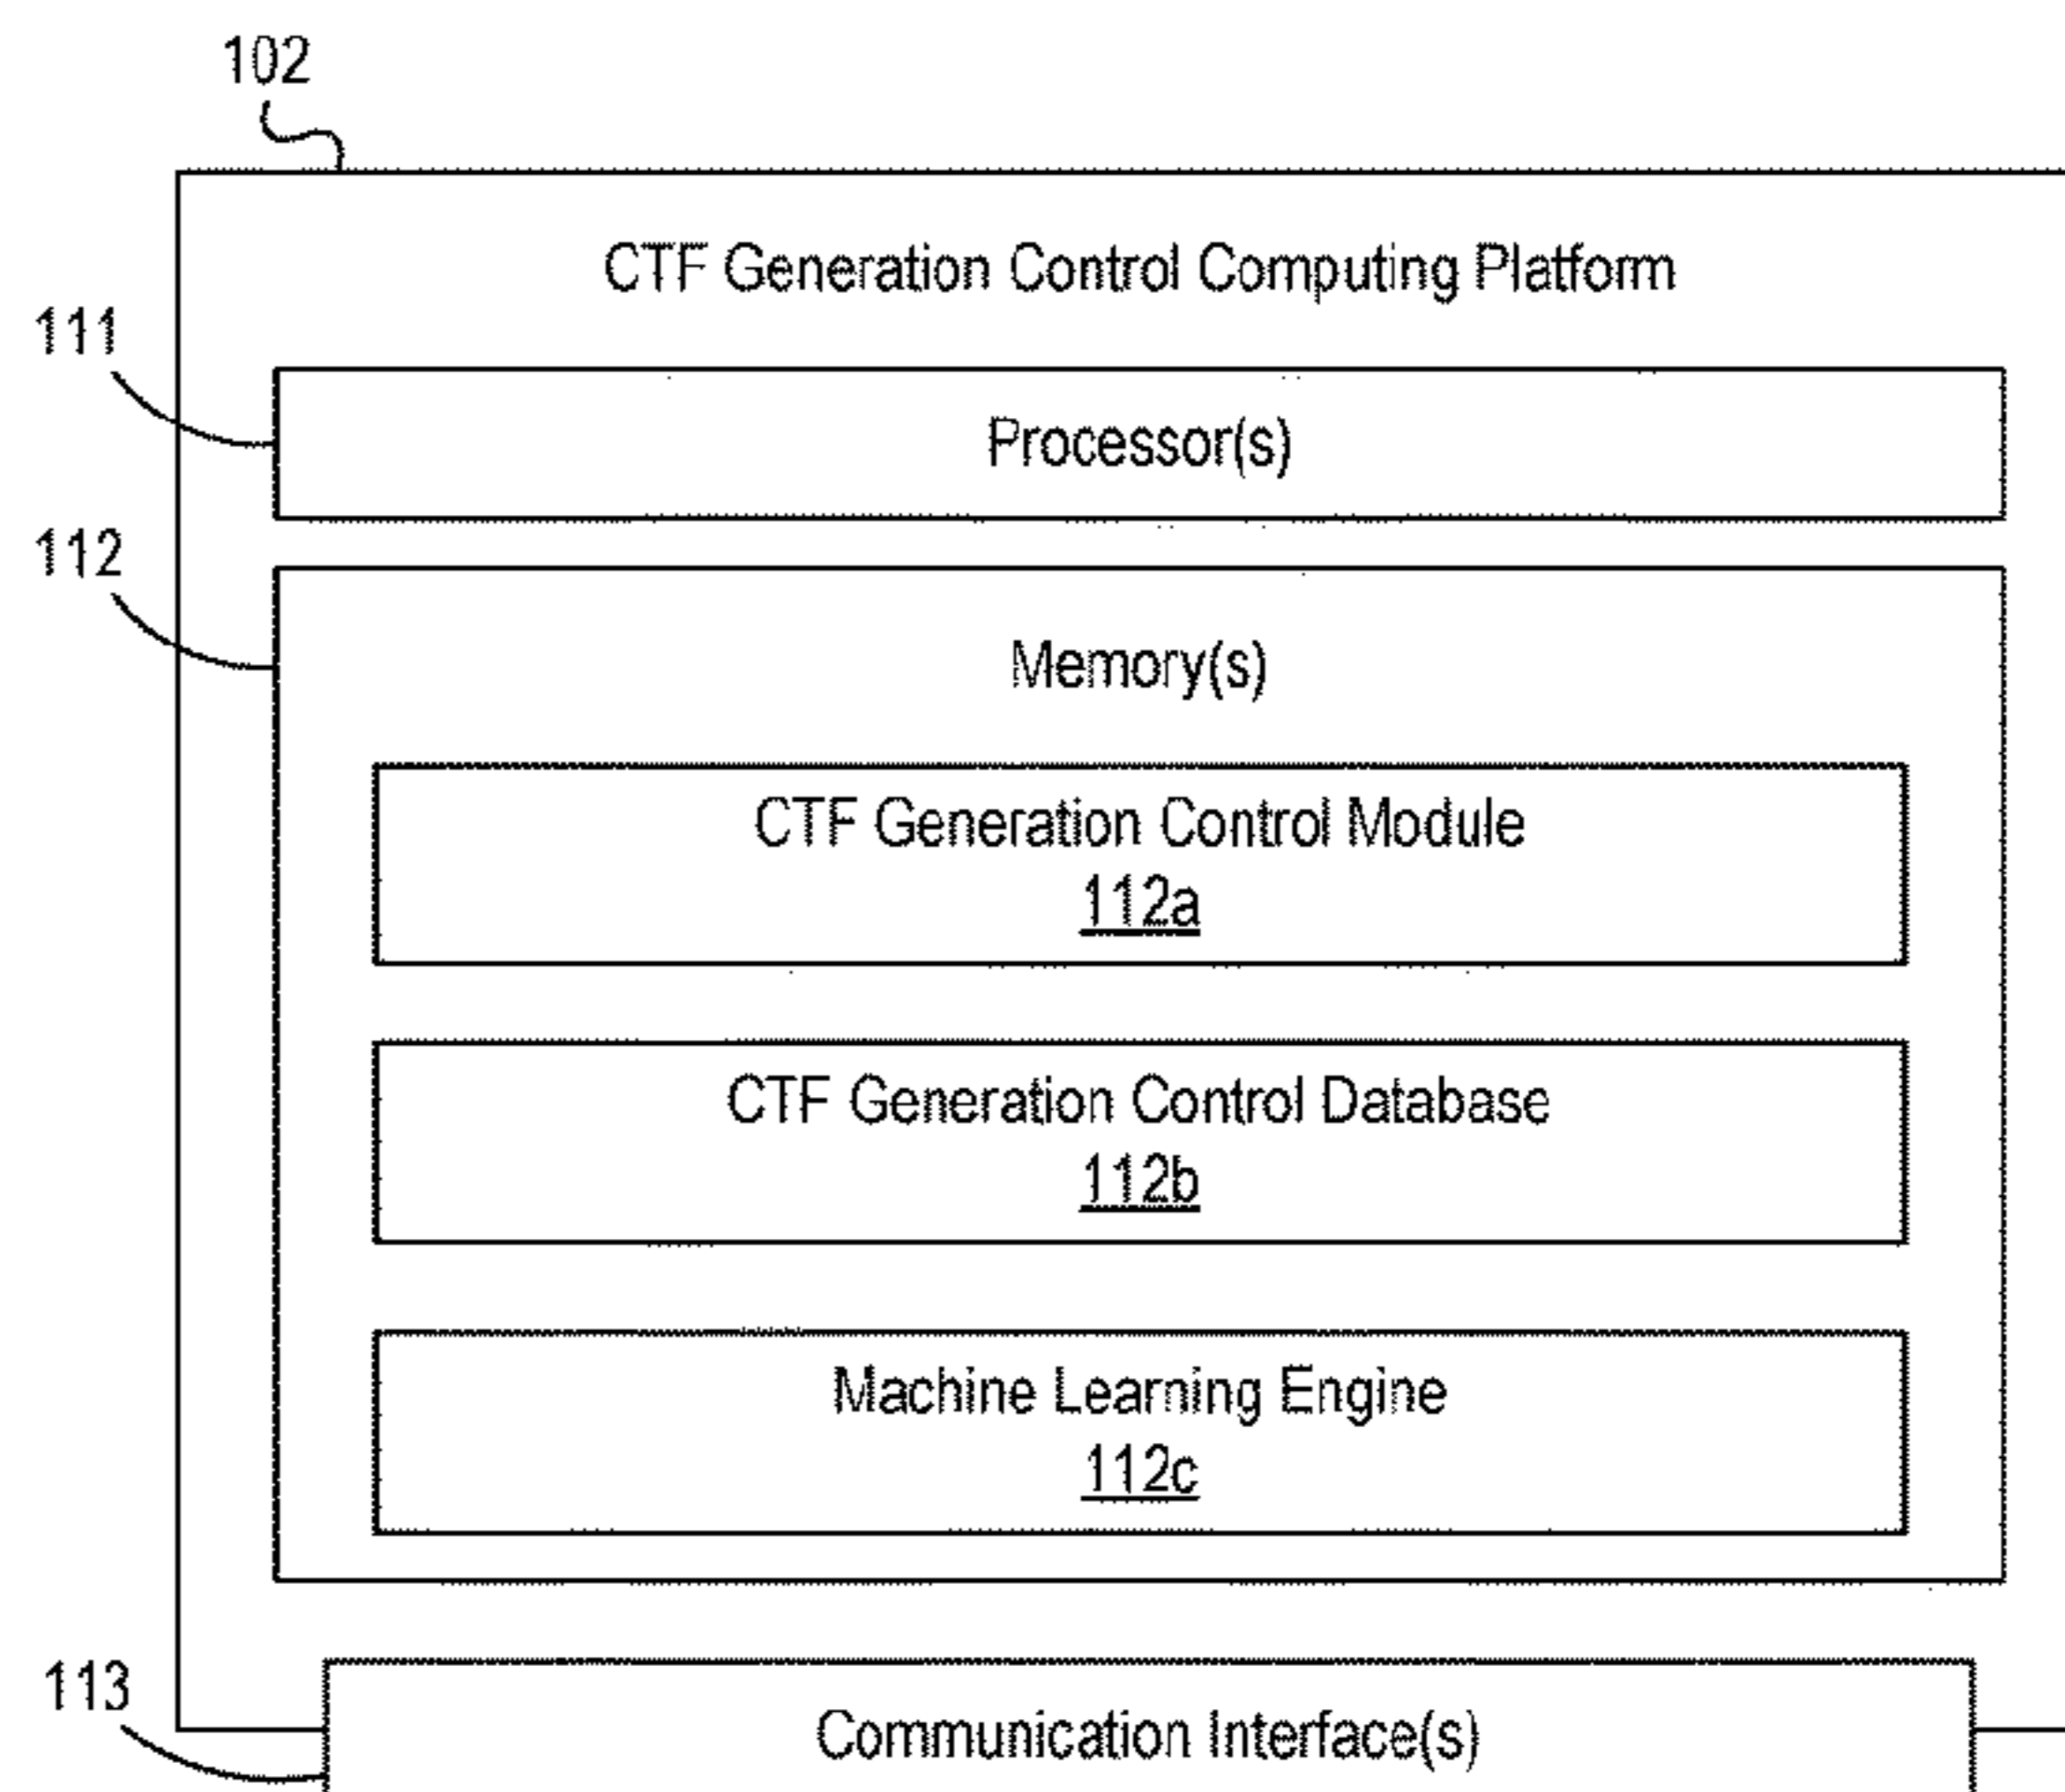 102
CTF Generation Control Computing Platform
111
Processor(s)
112
Memory(s)
CTF Generation Control Module
112a
CTF Generation Control Database
112b
Machine Learning Engine
112c
113
Communication Interface(s)